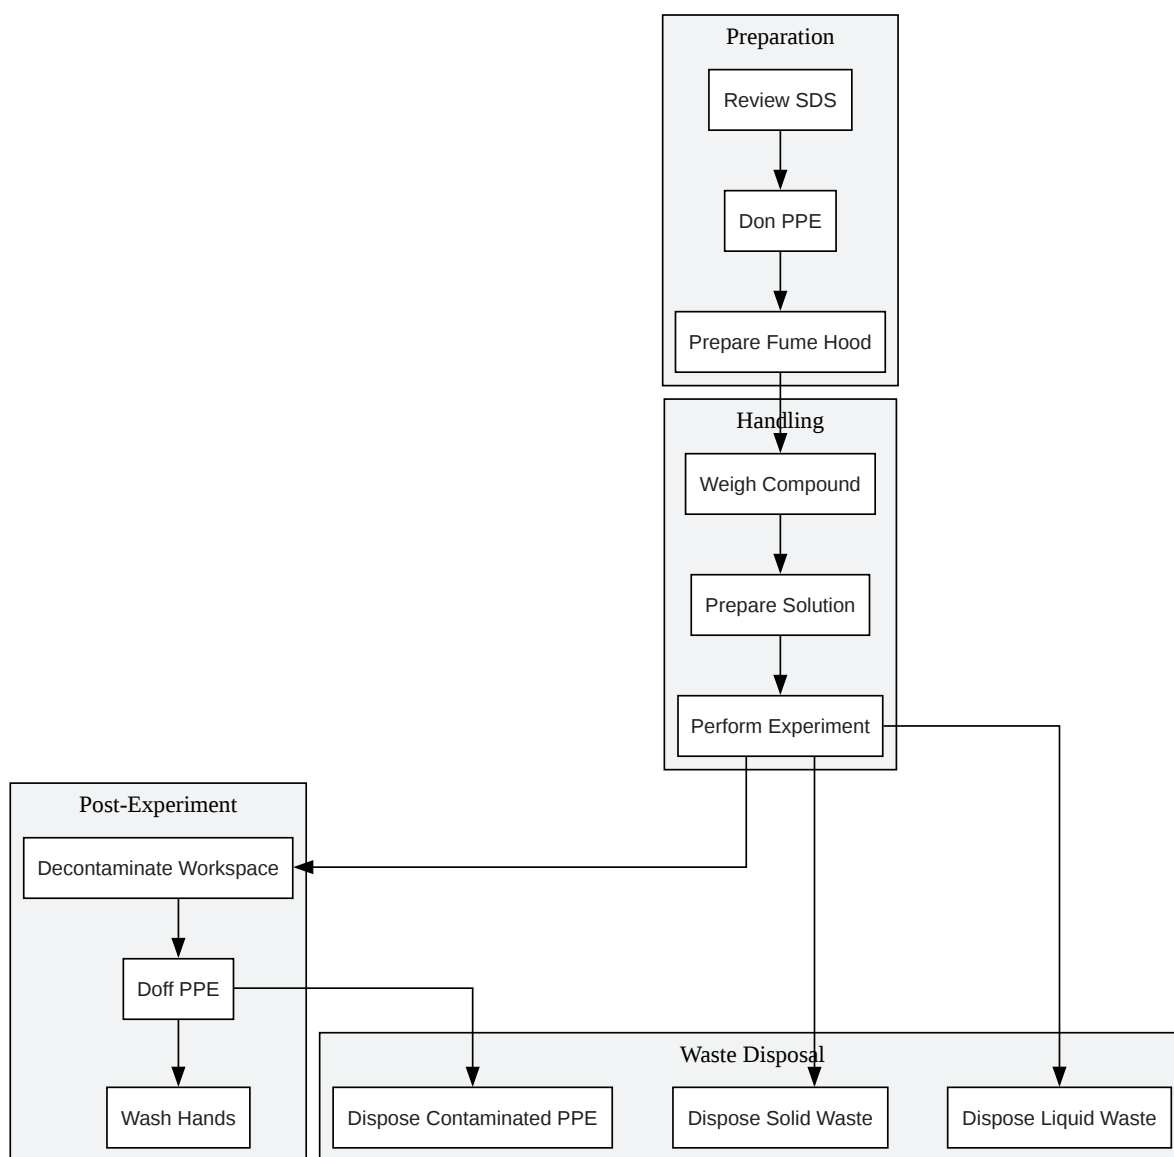 Preparation
Review SDS
Don PPE
Prepare Fume Hood
Handling
Weigh Compound
Prepare Solution
Perform Experiment
Post-Experiment
Decontaminate Workspace
Doff PPE
Wash Hands
Waste Disposal
Dispose Contaminated PPE
Dispose Solid Waste
Dispose Liquid Waste